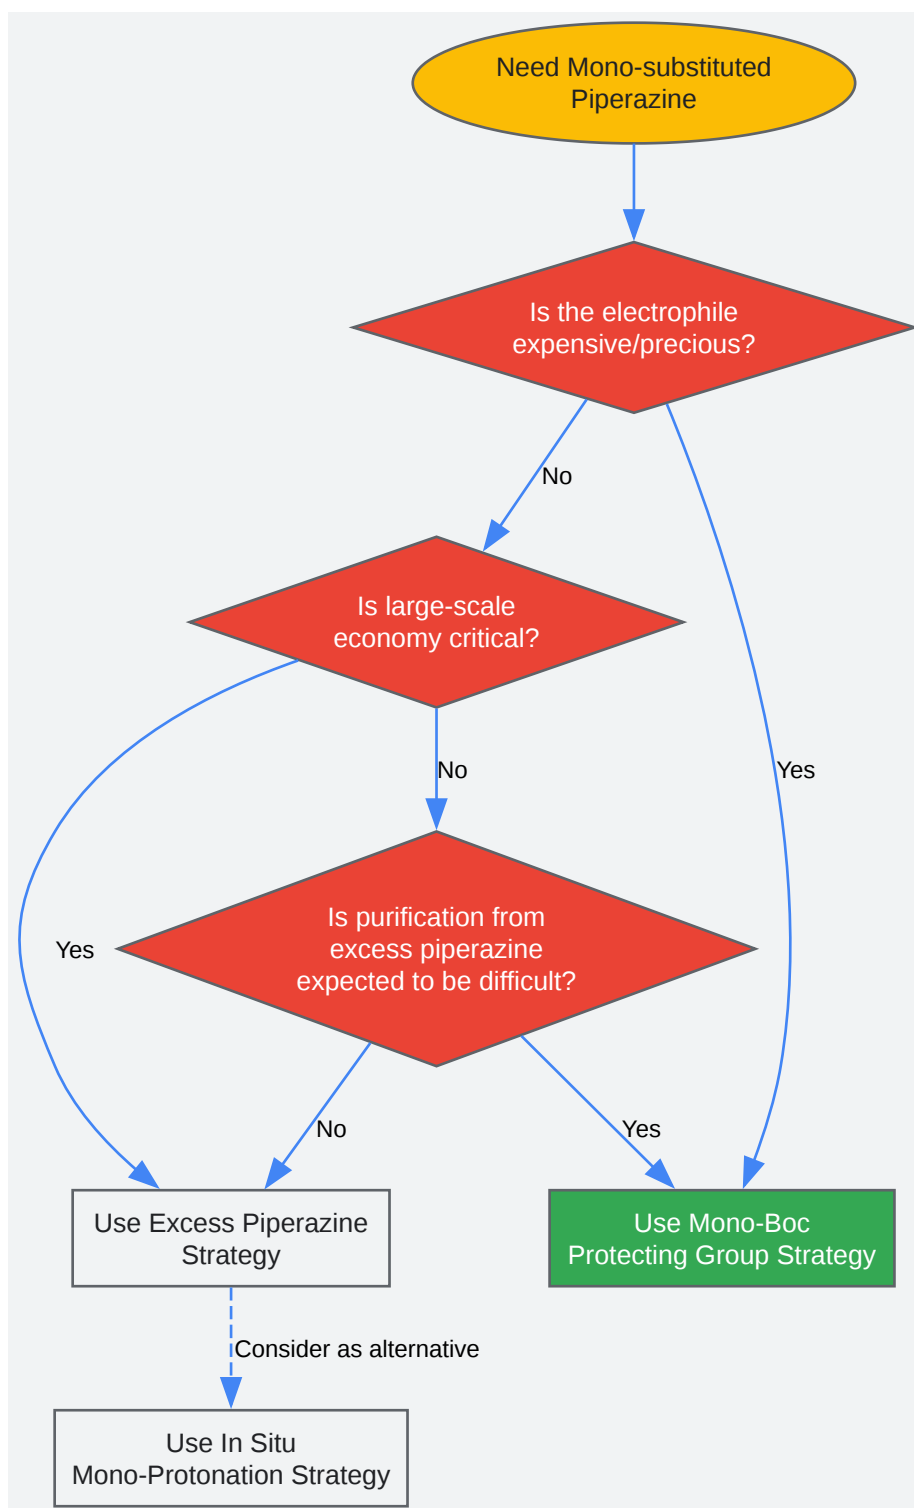 Need Mono-substituted
Piperazine
Is the electrophile
expensive/precious?
No
Is large-scale
economy critical?
No
Yes
Is purification from
excess piperazine
expected to be difficult?
Yes
No
Yes
Use Excess Piperazine
Strategy
Use Mono-Boc
Protecting Group Strategy
Consider as alternative
Use In Situ
Mono-Protonation Strategy